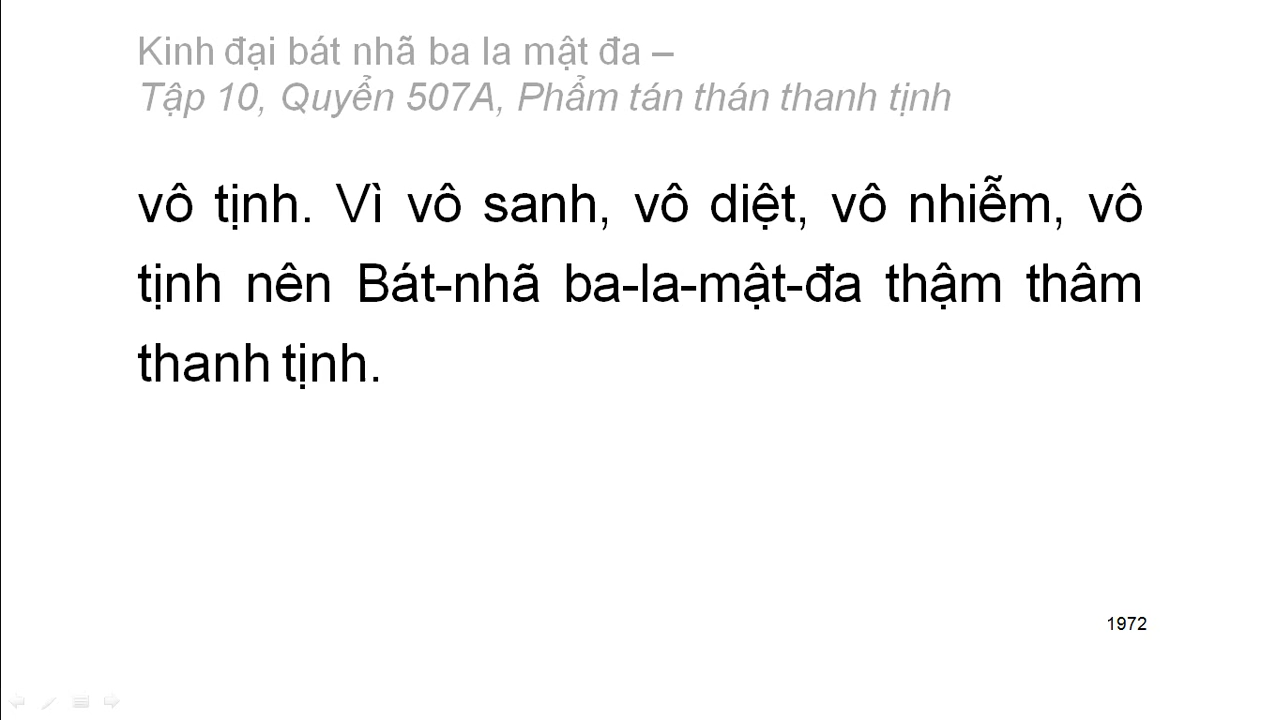 Kinh đại bát nhã ba la mật đa –
Tập 10, Quyển 507A, Phẩm tán thán thanh tịnh
vô tịnh. Vì vô sanh, vô diệt, vô nhiễm, vô
tịnh nên Bát-nhã ba-la-mật-đa thậm thâm
thanh tịnh.
1972